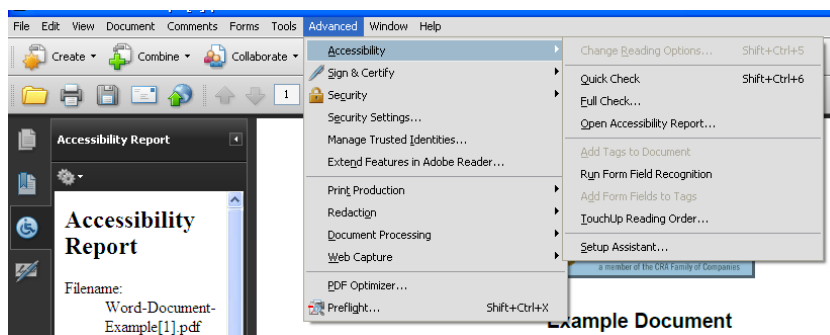 File Edit View Document Comments Forms Tools Advanced Window Help
Create Combine Collaborate
1
Accessibility
Sign & Certify
Security
Security Settings...
Manage Trusted Identities...
Extend Features in Adobe Reader...
Print Production
Redaction
Document Processing
Web Capture
PDF Optimizer...
Preflight... Shift+Ctrl+X
Change Reading Options... Shift+Ctrl+5
Quick Check Shift+Ctrl+6
Full Check...
Open Accessibility Report...
Add Tags to Document
Run Form Field Recognition
Add Form Fields to Tags
TouchUp Reading Order...
Setup Assistant...
Accessibility Report
Accessibility
Report
Filename:
Word-Document-
Example[1].pdf
a member of the CRA Family of Companies
Example Document